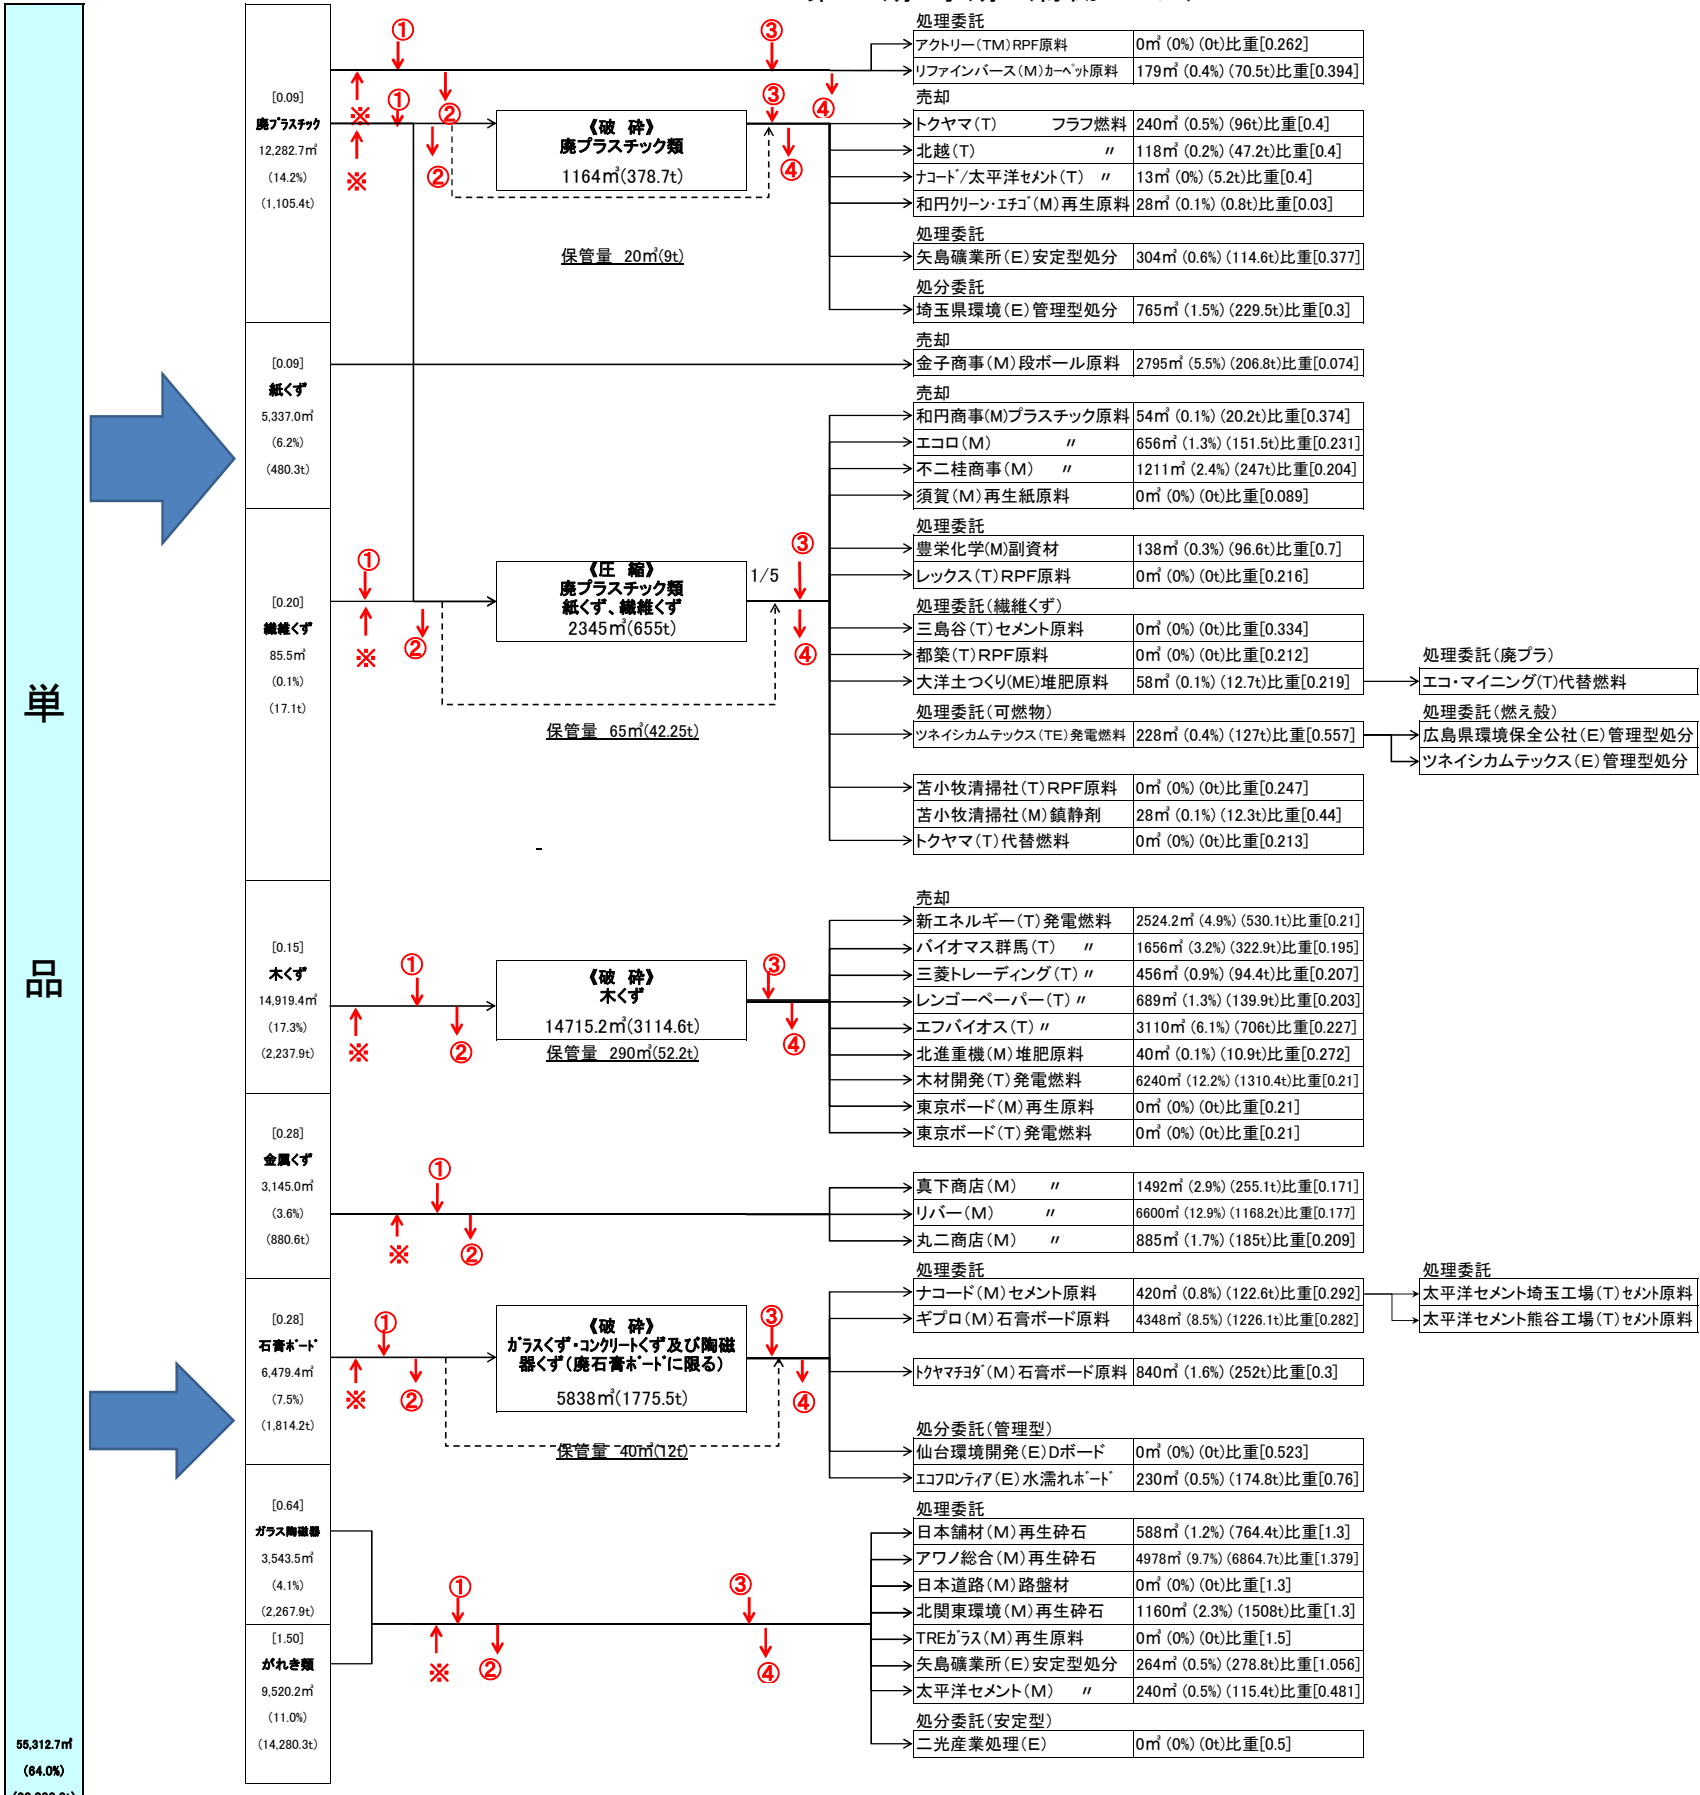 単
品
55,312.7㎥
(64.0%)
[0.09]
廃プラスチック
12,282.7㎥
(14.2%)
(1,105.4t)
[0.09]
紙くず
5,337.0㎥
(6.2%)
(480.3t)
[0.20]
繊維くず
85.5㎥
(0.1%)
(17.1t)
[0.15]
木くず
14,919.4㎥
(17.3%)
(2,237.9t)
[0.28]
金属くず
3,145.0㎥
(3.6%)
(880.6t)
[0.28]
石膏ボード
6,479.4㎥
(7.5%)
(1,814.2t)
[0.64]
ガラス陶磁器
3,543.5㎥
(4.1%)
(2,267.9t)
[1.50]
がれき類
9,520.2㎥
(11.0%)
(14,280.3t)
① ③
※ ② ④
① ③
※ ② ④
《破 砕》
廃プラスチック類
1164㎥(378.7t)
保管量 20㎥(9t)
① ③
※ ② ④
《圧 縮》
廃プラスチック類
紙くず、繊維くず
2345㎥(655t)
1/5
保管量 65㎥(42.25t)
-
① ③
※ ② ④
《破 砕》
木くず
14715.2㎥(3114.6t)
保管量 290㎥(52.2t)
①
※ ②
① ③
※ ② ④
《破 砕》
ガラスくず・コンクリートくず及び陶磁
器くず(廃石膏ボードに限る)
5838㎥(1775.5t)
保管量 40㎥(12t)
① ③
※ ② ④
処理委託
アクトリー(TM)RPF原料 0㎥ (0%) (0t)比重[0.262]
リファインバース(M)カーペット原料 179㎥ (0.4%) (70.5t)比重[0.394]
売却
トクヤマ(T) フラフ燃料 240㎥ (0.5%) (96t)比重[0.4]
北越(T) 〃 118㎥ (0.2%) (47.2t)比重[0.4]
ナコード/太平洋セメント(T) 〃 13㎥ (0%) (5.2t)比重[0.4]
和円クリーン・エチゴ(M)再生原料 28㎥ (0.1%) (0.8t)比重[0.03]
処理委託
矢島礦業所(E)安定型処分 304㎥ (0.6%) (114.6t)比重[0.377]
処分委託
埼玉県環境(E)管理型処分 765㎥ (1.5%) (229.5t)比重[0.3]
売却
金子商事(M)段ボール原料 2795㎥ (5.5%) (206.8t)比重[0.074]
売却
和円商事(M)プラスチック原料 54㎥ (0.1%) (20.2t)比重[0.374]
エコロ(M) 〃 656㎥ (1.3%) (151.5t)比重[0.231]
不二桂商事(M) 〃 1211㎥ (2.4%) (247t)比重[0.204]
須賀(M)再生紙原料 0㎥ (0%) (0t)比重[0.089]
処理委託
豊栄化学(M)副資材 138㎥ (0.3%) (96.6t)比重[0.7]
レックス(T)RPF原料 0㎥ (0%) (0t)比重[0.216]
処理委託(繊維くず)
三島谷(T)セメント原料 0㎥ (0%) (0t)比重[0.334]
都築(T)RPF原料 0㎥ (0%) (0t)比重[0.212]
大洋土つくり(ME)堆肥原料 58㎥ (0.1%) (12.7t)比重[0.219]
処理委託(廃プラ)
エコ・マイニング(T)代替燃料
処理委託(可燃物)
ツネイシカムテックス(TE)発電燃料 228㎥ (0.4%) (127t)比重[0.557]
処理委託(燃え殻)
広島県環境保全公社(E)管理型処分
ツネイシカムテックス(E)管理型処分
苫小牧清掃社(T)RPF原料 0㎥ (0%) (0t)比重[0.247]
苫小牧清掃社(M)鎮静剤 28㎥ (0.1%) (12.3t)比重[0.44]
トクヤマ(T)代替燃料 0㎥ (0%) (0t)比重[0.213]
売却
新エネルギー(T)発電燃料 2524.2㎥ (4.9%) (530.1t)比重[0.21]
バイオマス群馬(T) 〃 1656㎥ (3.2%) (322.9t)比重[0.195]
三菱トレーディング(T)〃 456㎥ (0.9%) (94.4t)比重[0.207]
レンゴーペーパー(T)〃 689㎥ (1.3%) (139.9t)比重[0.203]
エフバイオス(T)〃 3110㎥ (6.1%) (706t)比重[0.227]
北進重機(M)堆肥原料 40㎥ (0.1%) (10.9t)比重[0.272]
木材開発(T)発電燃料 6240㎥ (12.2%) (1310.4t)比重[0.21]
東京ボード(M)再生原料 0㎥ (0%) (0t)比重[0.21]
東京ボード(T)発電燃料 0㎥ (0%) (0t)比重[0.21]
真下商店(M) 〃 1492㎥ (2.9%) (255.1t)比重[0.171]
リバー(M) 〃 6600㎥ (12.9%) (1168.2t)比重[0.177]
丸二商店(M) 〃 885㎥ (1.7%) (185t)比重[0.209]
処理委託
ナコード(M)セメント原料 420㎥ (0.8%) (122.6t)比重[0.292]
ギプロ(M)石膏ボード原料 4348㎥ (8.5%) (1226.1t)比重[0.282]
処理委託
太平洋セメント埼玉工場(T)セメント原料
太平洋セメント熊谷工場(T)セメント原料
トクヤマチヨダ(M)石膏ボード原料 840㎥ (1.6%) (252t)比重[0.3]
処分委託(管理型)
仙台環境開発(E)Dボード 0㎥ (0%) (0t)比重[0.523]
エコフロンティア(E)水濡れボード 230㎥ (0.5%) (174.8t)比重[0.76]
処理委託
日本舗材(M)再生砕石 588㎥ (1.2%) (764.4t)比重[1.3]
アワノ総合(M)再生砕石 4978㎥ (9.7%) (6864.7t)比重[1.379]
日本道路(M)路盤材 0㎥ (0%) (0t)比重[1.3]
北関東環境(M)再生砕石 1160㎥ (2.3%) (1508t)比重[1.3]
TREガラス(M)再生原料 0㎥ (0%) (0t)比重[1.5]
矢島礦業所(E)安定型処分 264㎥ (0.5%) (278.8t)比重[1.056]
太平洋セメント(M) 〃 240㎥ (0.5%) (115.4t)比重[0.481]
処分委託(安定型)
二光産業処理(E) 0㎥ (0%) (0t)比重[0.5]